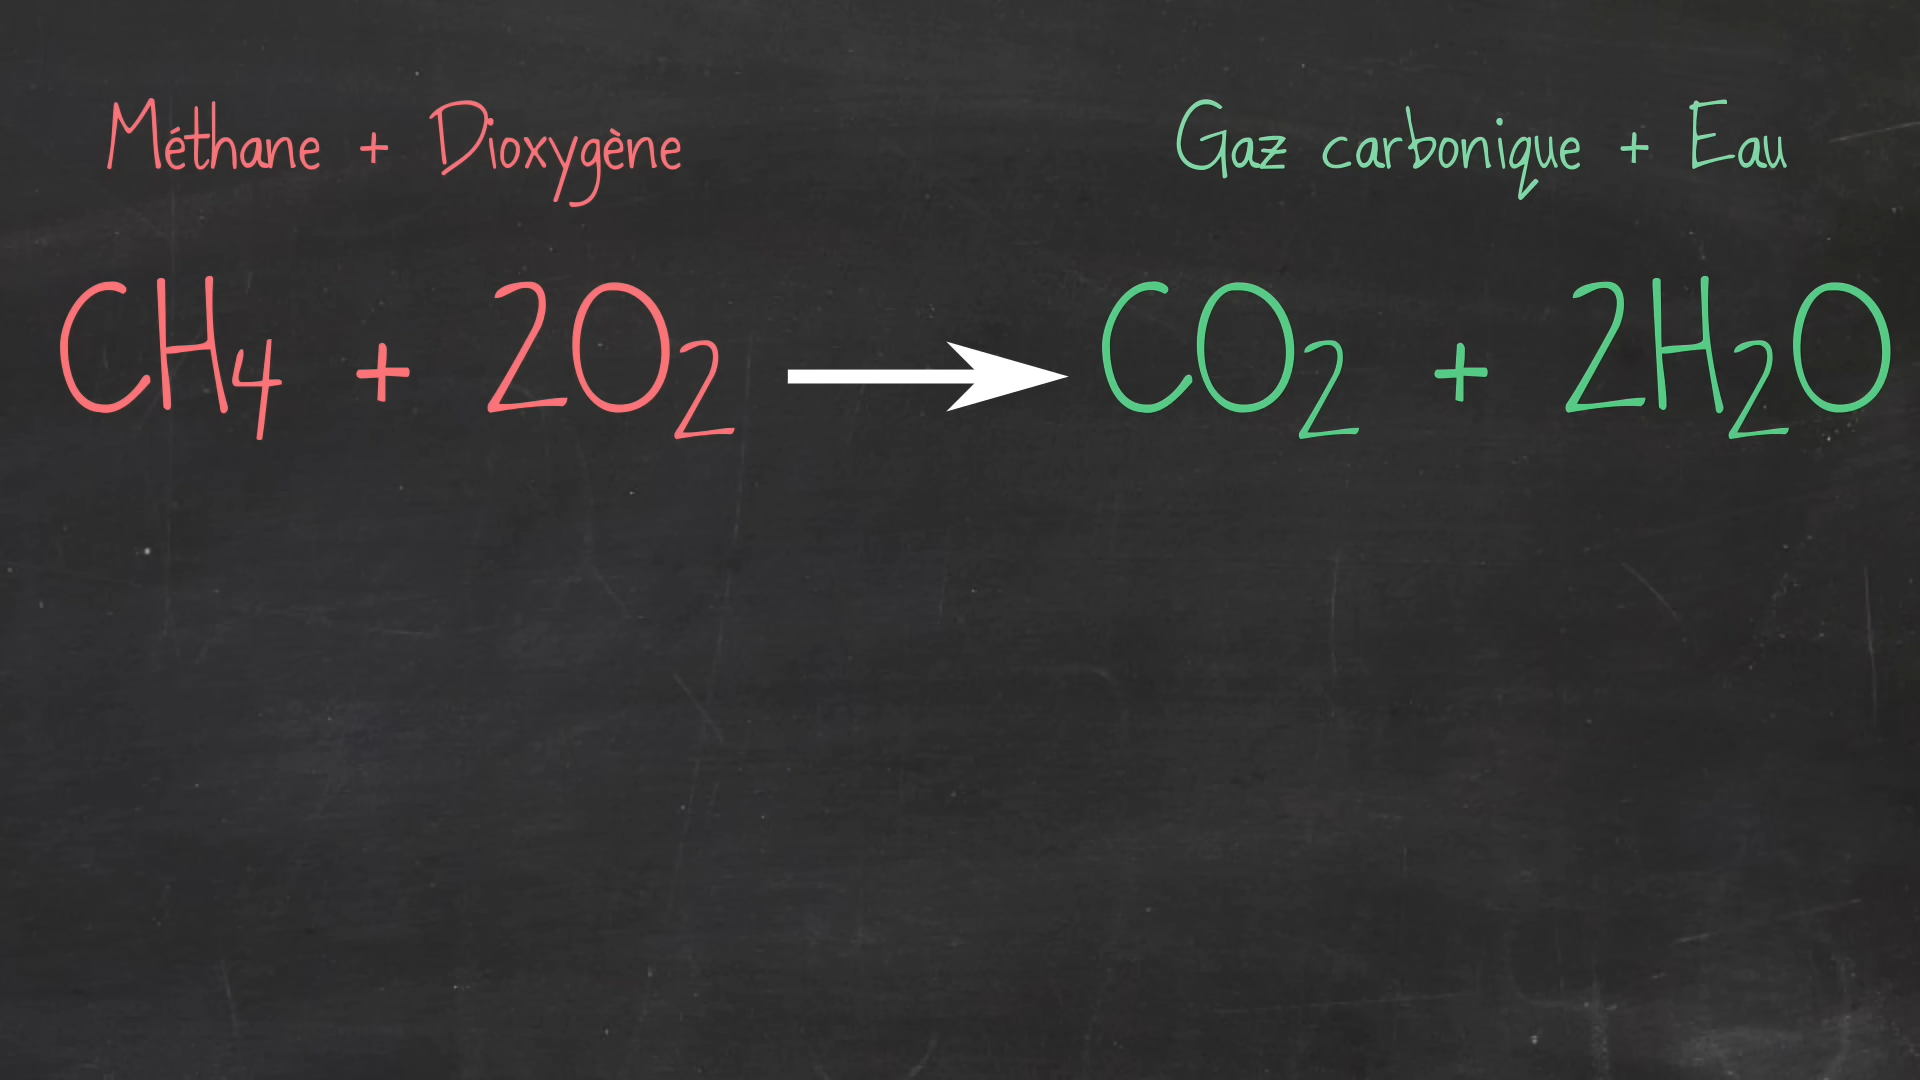 Méthane + Dioxygène
Gaz carbonique + Eau
CH₄ + 2O₂ → CO₂ + 2H₂O